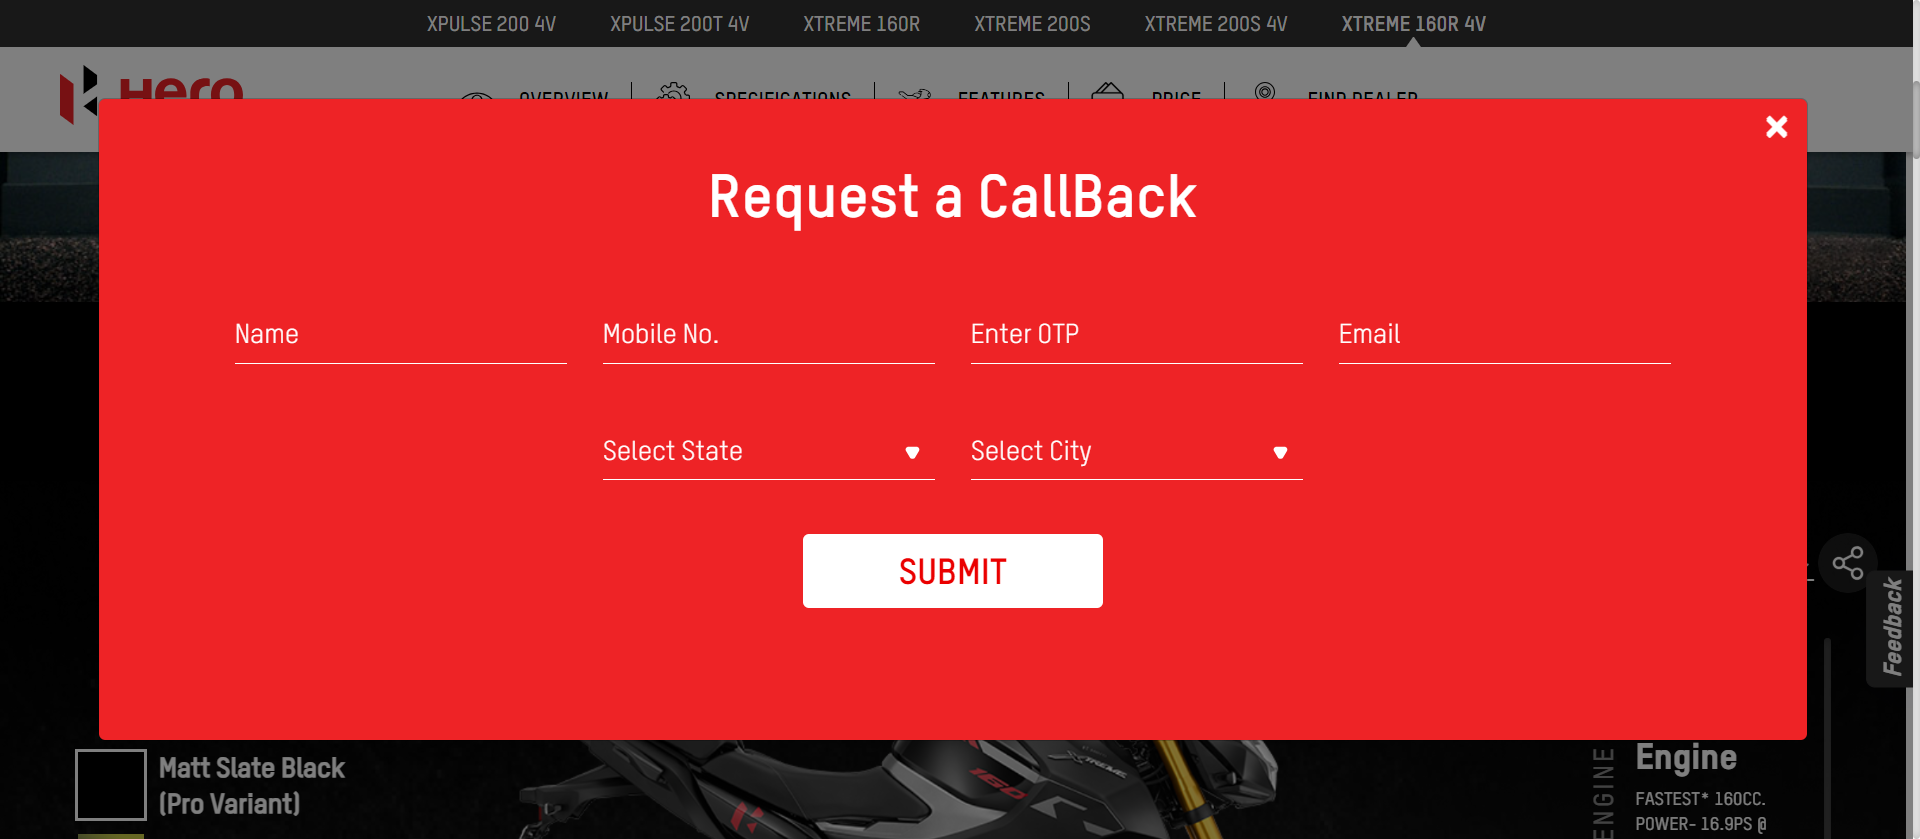 XPULSE 200 4V XPULSE 200T 4V XTREME 160R XTREME 200S XTREME 200S 4V XTREME 160R 4V
Hero OVERVIEW SPECIFICATIONS FEATURES PRICE FIND DEALER
Request a CallBack
Name Mobile No. Enter OTP Email
Select State Select City
SUBMIT
Feedback
Matt Slate Black
(Pro Variant)
XTREME
160
ENGINE
Engine
FASTEST* 160CC.
POWER- 16.9PS @